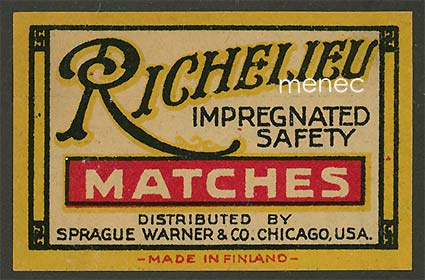 RICHELIEU
menec
IMPREGNATED
SAFETY
MATCHES
DISTRIBUTED BY
SPRAGUE WARNER & CO. CHICAGO, USA.
-MADE IN FINLAND-